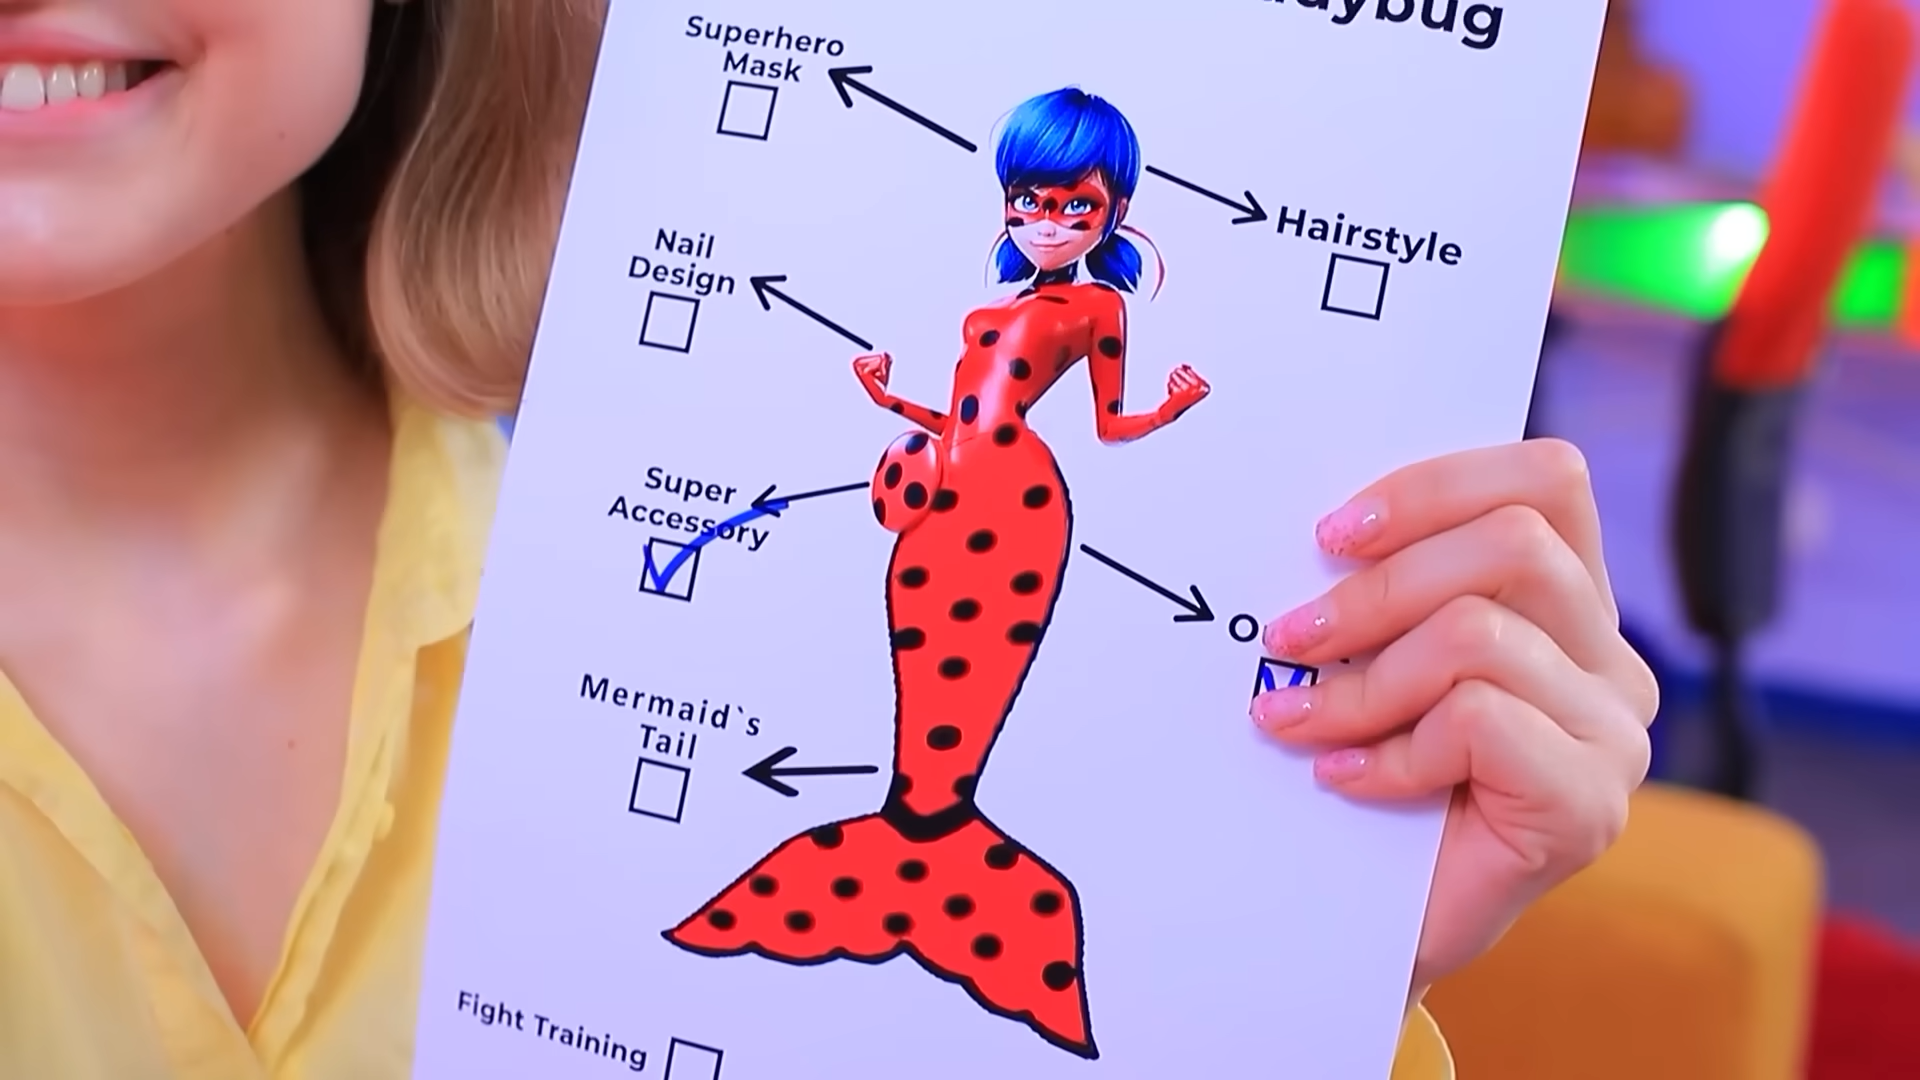 Superhero
Mask
Hairstyle
Nail
Design
Super
Accessory
Mermaid`s
Tail
Fight Training